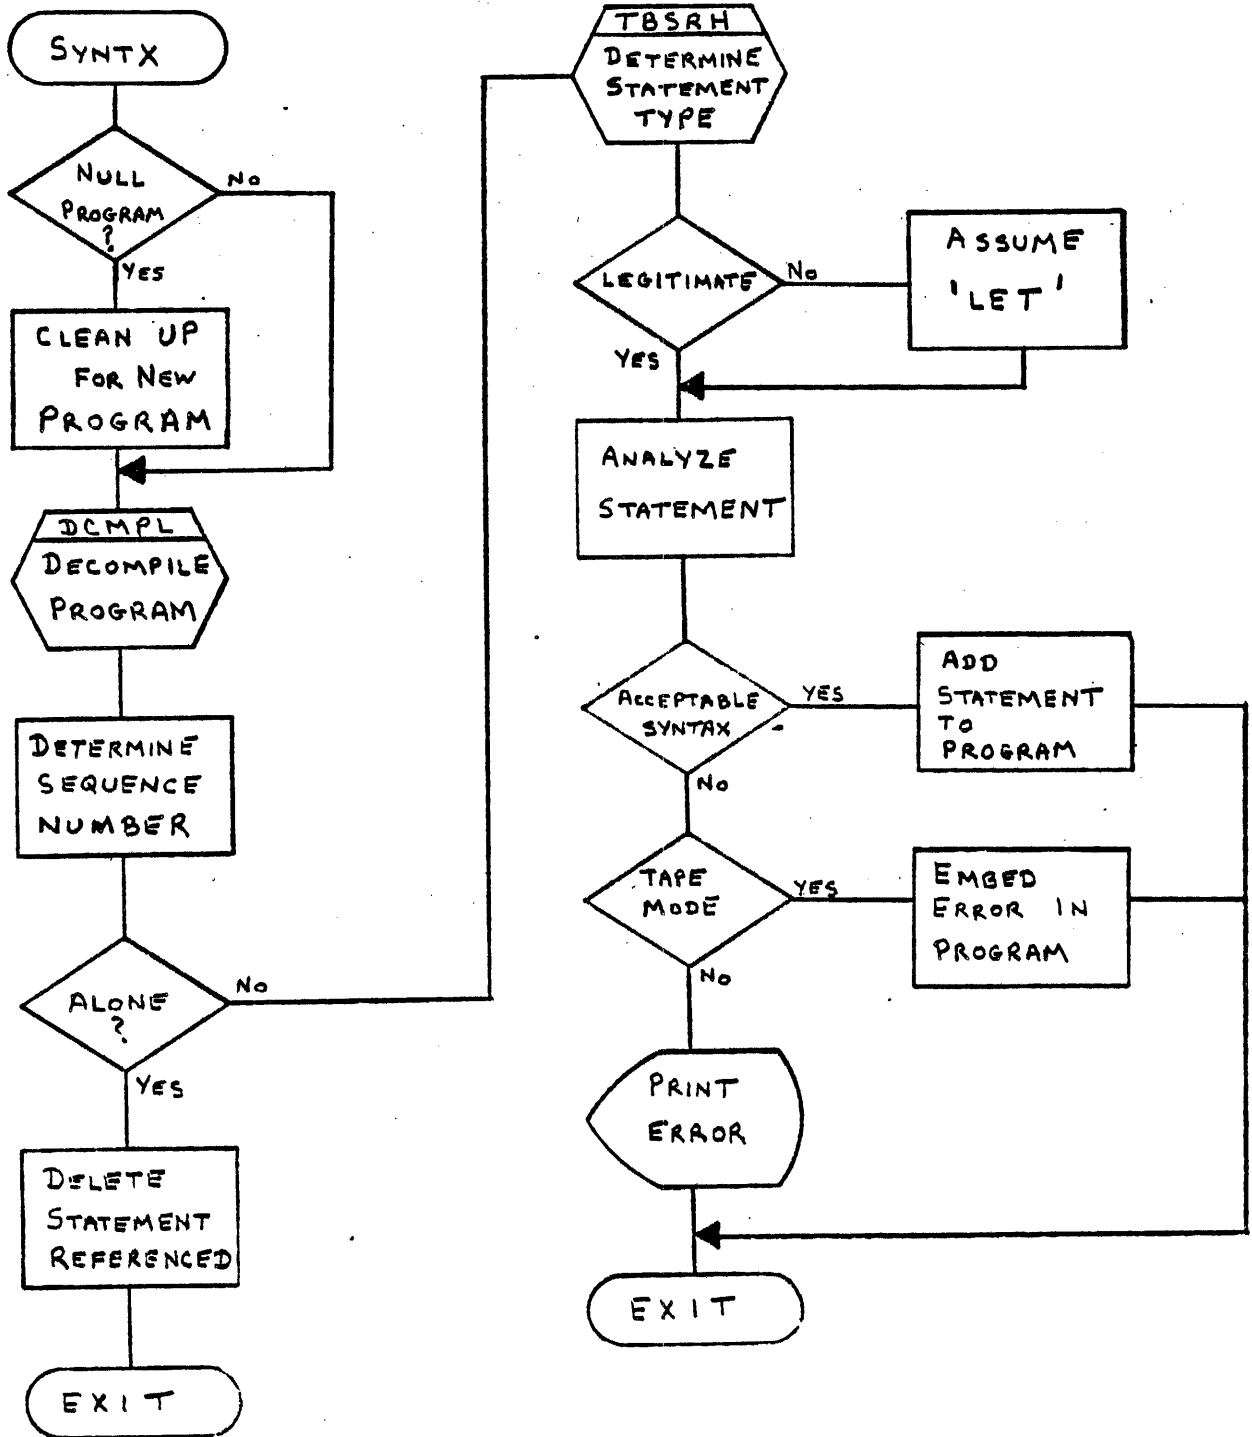 SYNTX
NULL
PROGRAM
?
NO
YES
CLEAN UP
FOR NEW
PROGRAM
DCMPL
DECOMPILE
PROGRAM
DETERMINE
SEQUENCE
NUMBER
ALONE
?
NO
YES
DELETE
STATEMENT
REFERENCED
EXIT
TBSRH
DETERMINE
STATEMENT
TYPE
LEGITIMATE
NO
YES
ASSUME
'LET'
ANALYZE
STATEMENT
ACCEPTABLE
SYNTAX
YES
NO
ADD
STATEMENT
TO
PROGRAM
TAPE
MODE
YES
NO
EMBED
ERROR IN
PROGRAM
PRINT
ERROR
EXIT